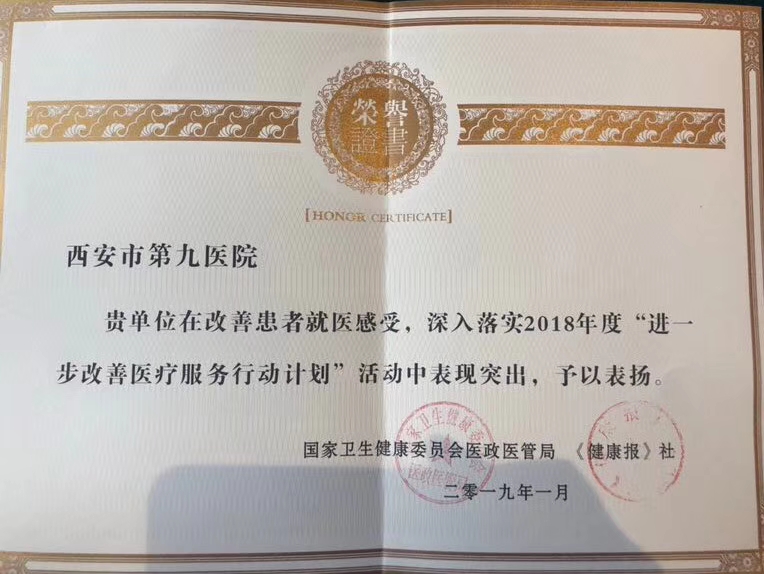 榮譽
證書
[HONOR CERTIFICATE]
西安市第九医院
贵单位在改善患者就医感受，深入落实2018年度“进一
步改善医疗服务行动计划”活动中表现突出，予以表扬。
国家卫生健康委员会医政医管局 《健康报》社
二零一九年一月